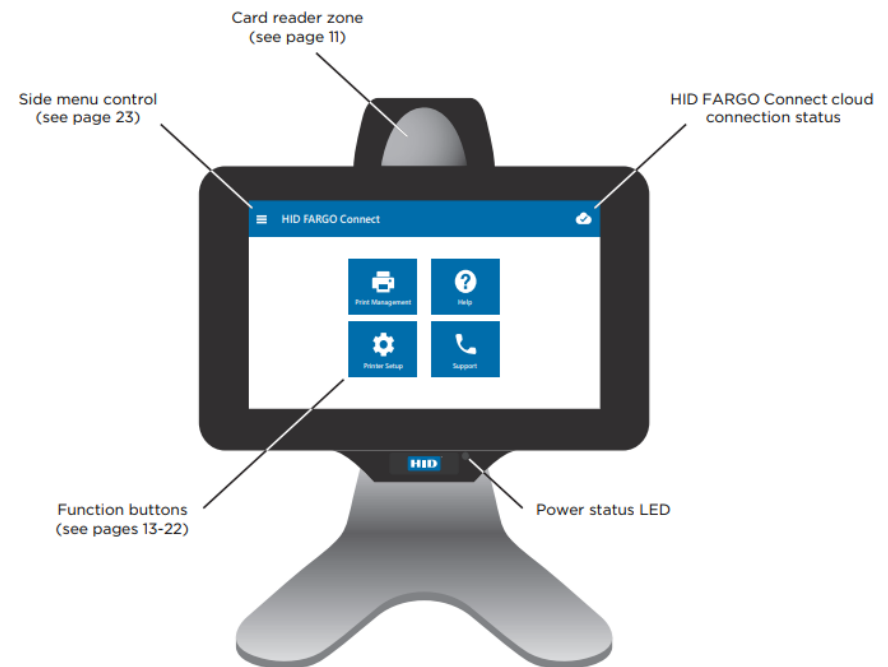 Card reader zone
(see page 11)
Side menu control
(see page 23)
HID FARGO Connect cloud
connection status
HID FARGO Connect
Print Management
Help
Printer Setup
Support
HID
Function buttons
(see pages 13-22)
Power status LED